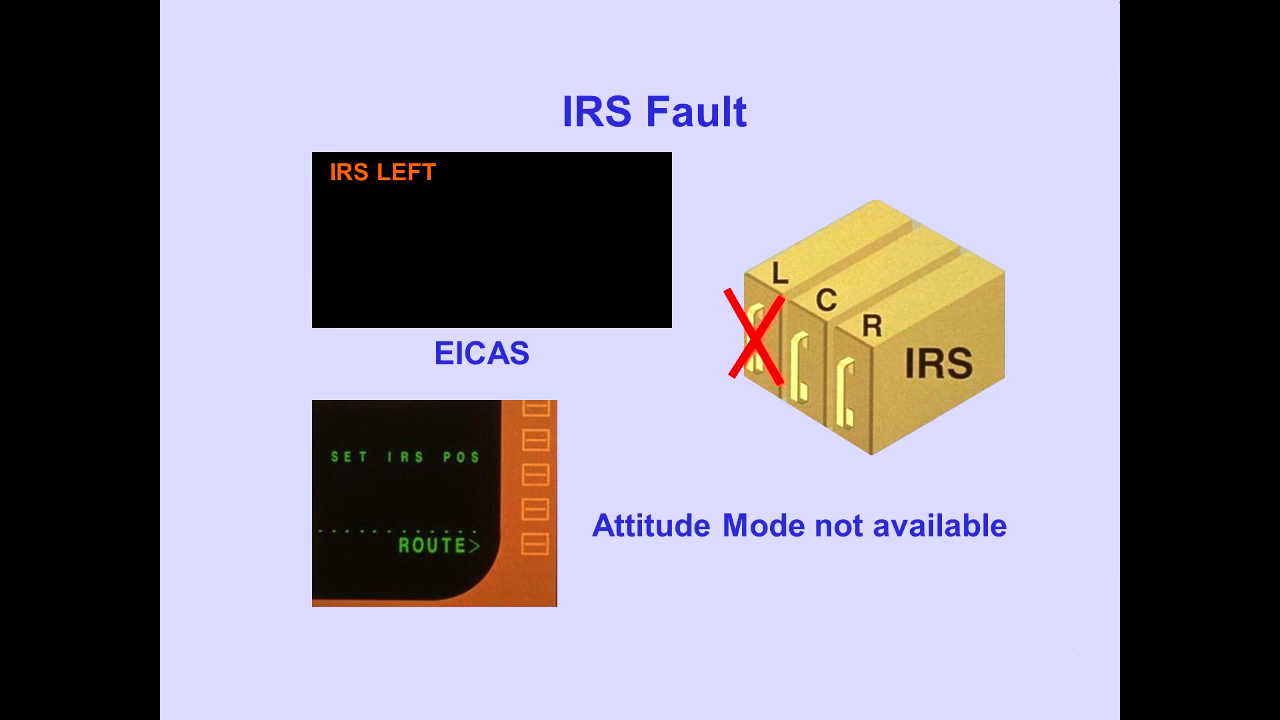 IRS Fault
IRS LEFT
EICAS
L
C
R
IRS
SET IRS POS
ROUTE>
Attitude Mode not available